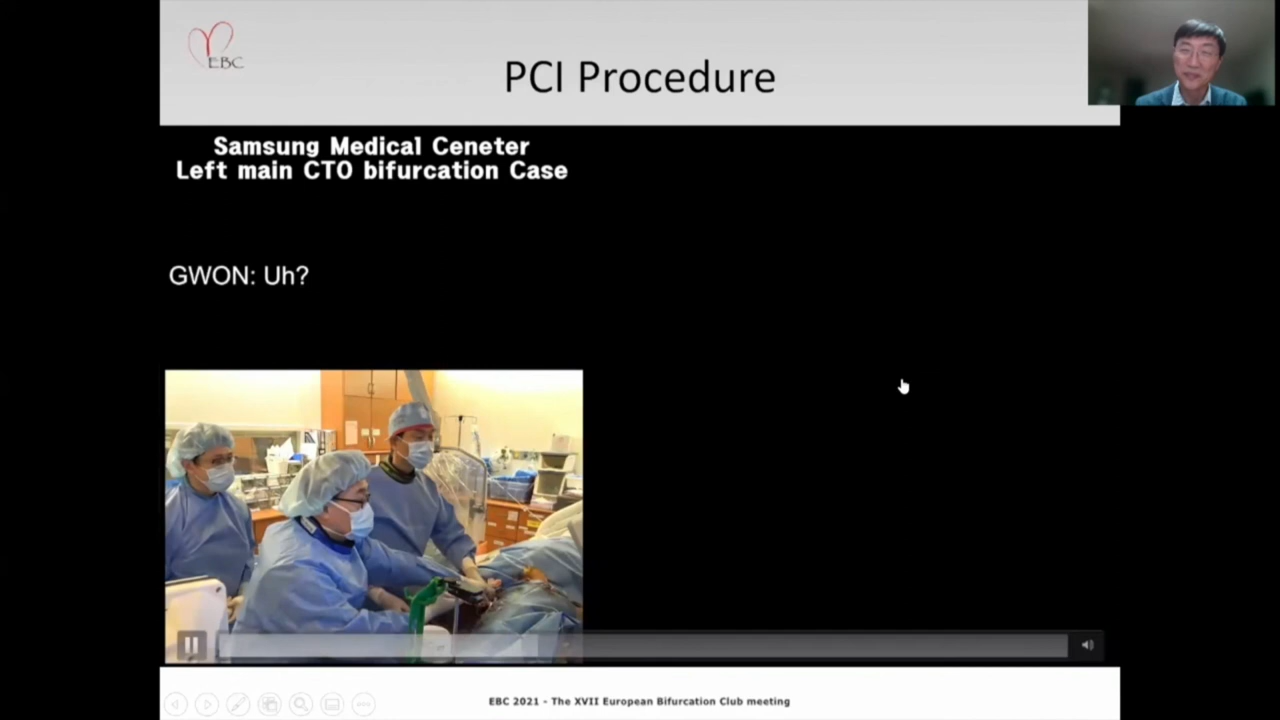 EBC
PCI Procedure
Samsung Medical Ceneter
Left main CTO bifurcation Case
GWON: Uh?
EBC 2021 - The XVII European Bifurcation Club meeting